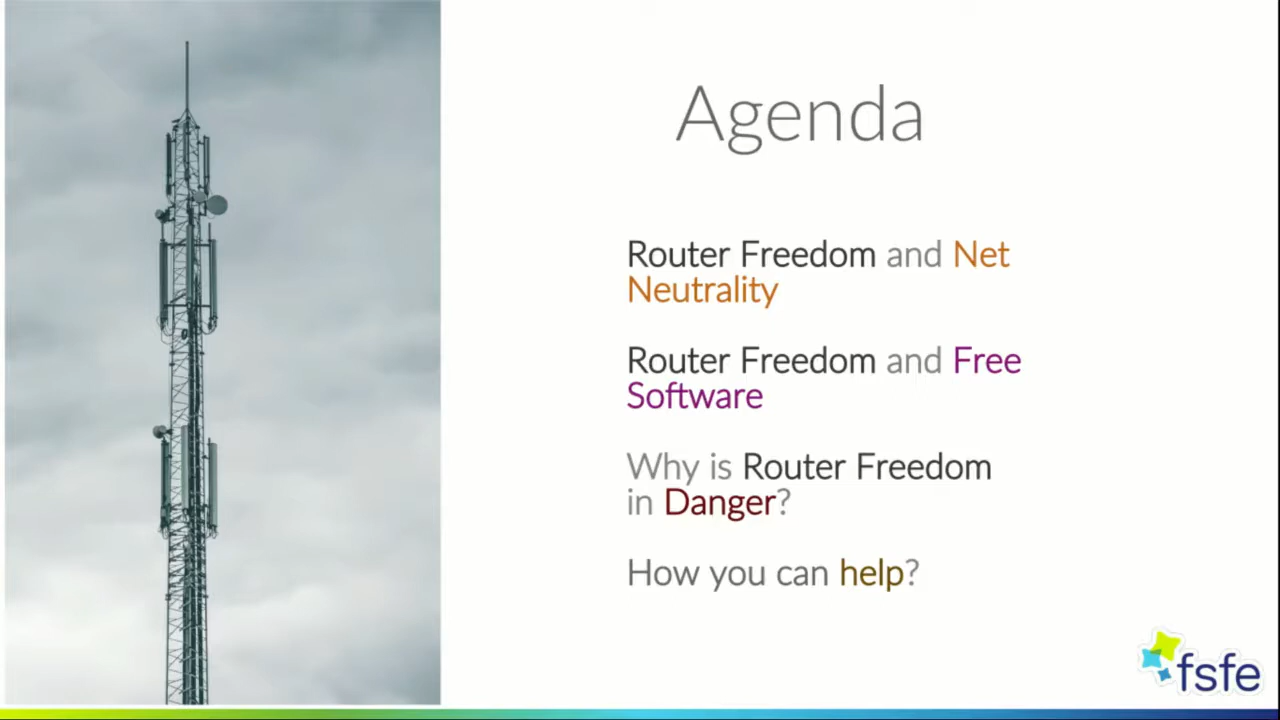 Agenda
Router Freedom and Net
Neutrality
Router Freedom and Free
Software
Why is Router Freedom
in Danger?
How you can help?
fsfe